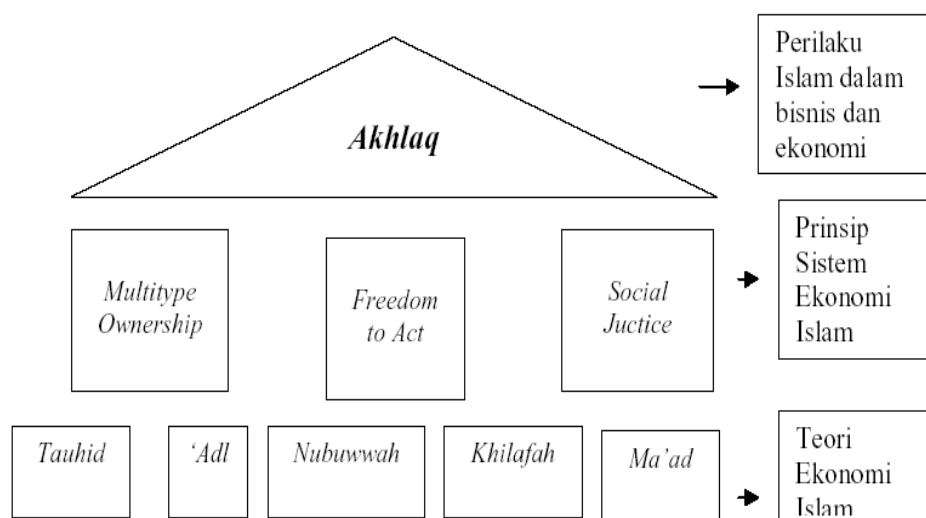 Akhlaq
Perilaku
Islam dalam
bisnis dan
ekonomi
Multitype
Ownership
Freedom
to Act
Social
Juctice
Prinsip
Sistem
Ekonomi
Islam
Tauhid
‘Adl
Nubuwwah
Khilafah
Ma’ad
Teori
Ekonomi
Islam